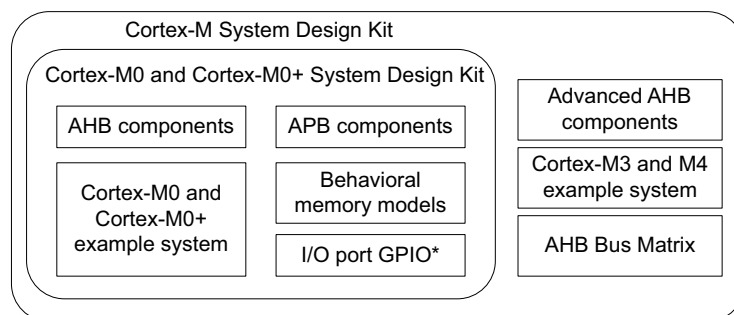 Cortex-M System Design Kit
Cortex-M0 and Cortex-M0+ System Design Kit
AHB components
APB components
Cortex-M0 and
Cortex-M0+
example system
Behavioral
memory models
I/O port GPIO*
Advanced AHB
components
Cortex-M3 and M4
example system
AHB Bus Matrix